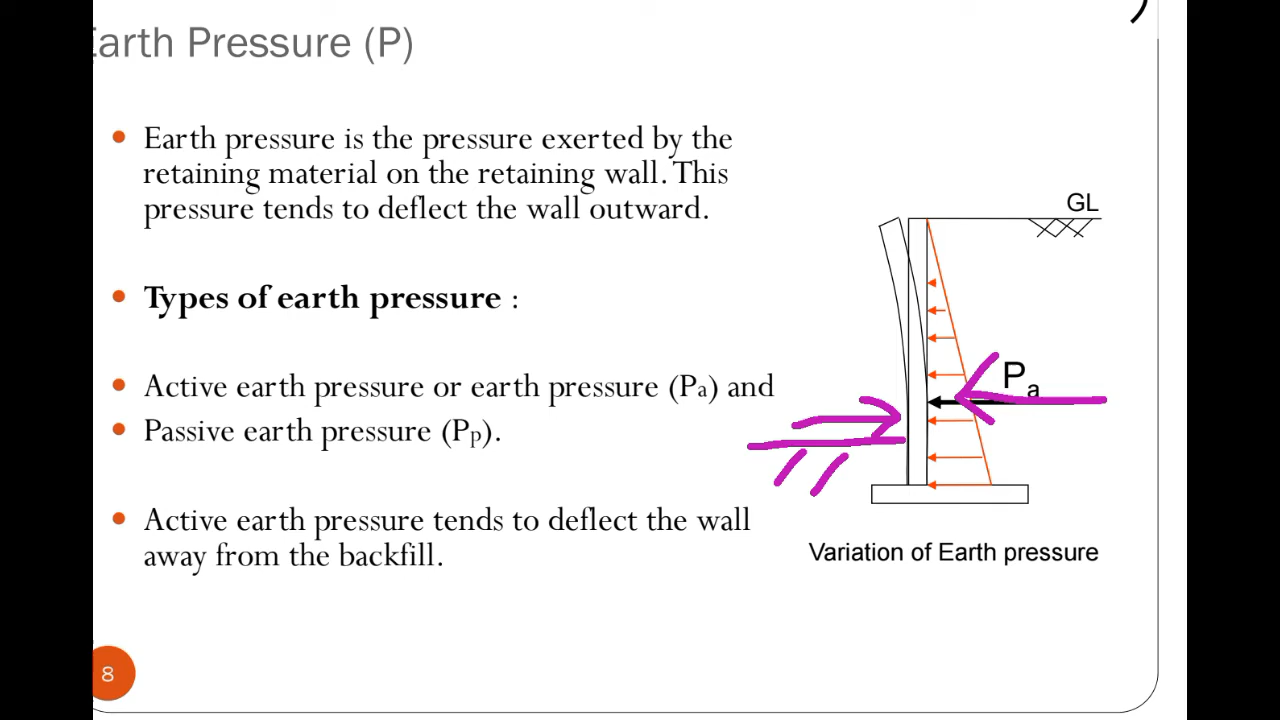 arth Pressure (P)
• Earth pressure is the pressure exerted by the
retaining material on the retaining wall. This
pressure tends to deflect the wall outward.
GL
• Types of earth pressure :
• Active earth pressure or earth pressure (Pa) and
• Passive earth pressure (Pp).
Pa
• Active earth pressure tends to deflect the wall
away from the backfill.
Variation of Earth pressure
8